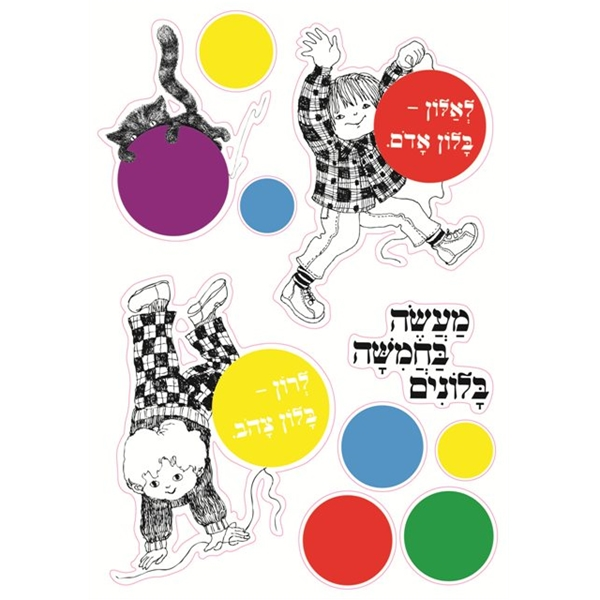 לְאַלּוֹן –
בָּלוֹן אָדֹם.
מַעֲשֶׂה
בַּחֲמִשָּׁה
בָּלוֹנִים
לְרוֹן –
בָּלוֹן צָהֹב.